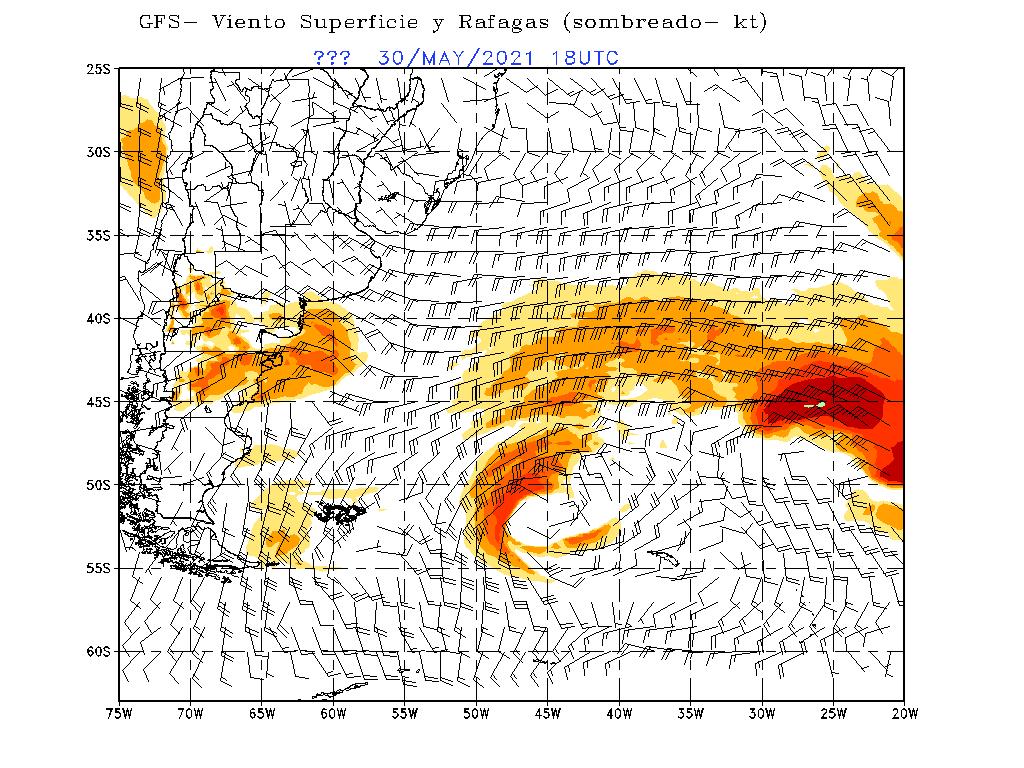 GFS- Viento Superficie y Rafagas (sombreado- kt)
??? 30/MAY/2021 18UTC
25S
30S
35S
40S
45S
50S
55S
60S
75W 70W 65W 60W 55W 50W 45W 40W 35W 30W 25W 20W